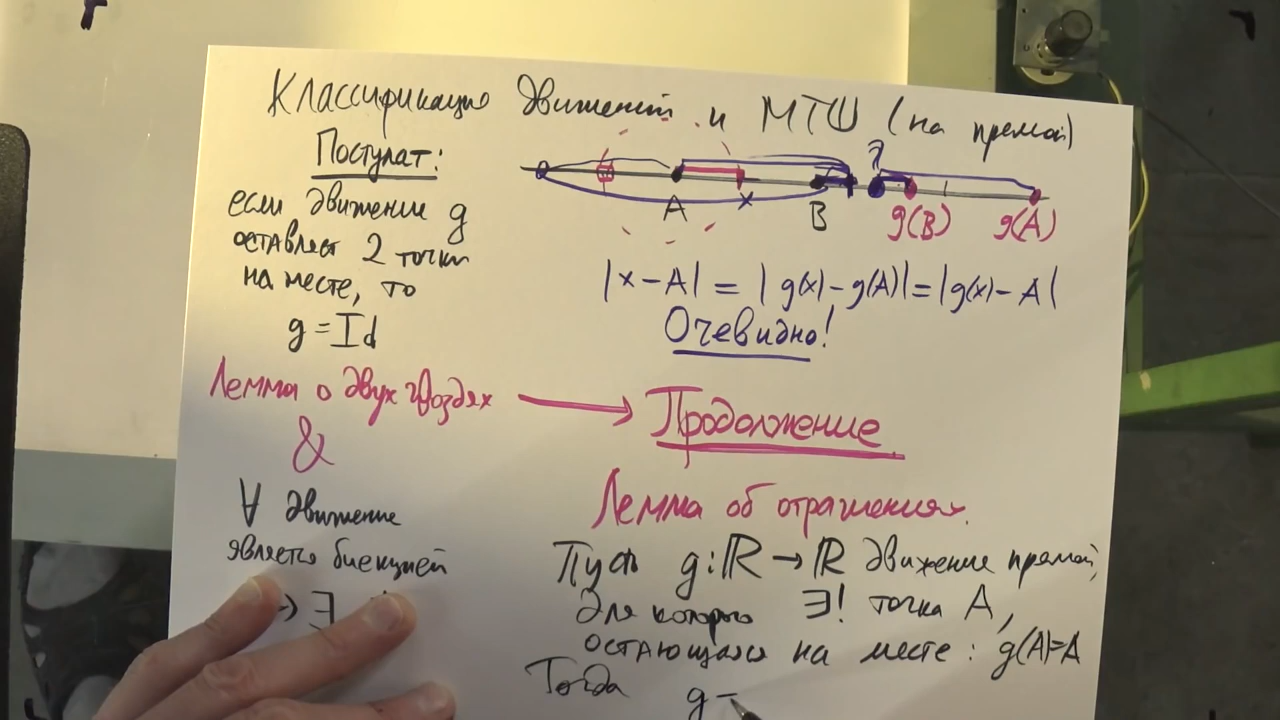 Классификация движений и МТШ (на прямой)
Постулат:
если движение g
оставляет 2 точки
на месте, то
g = Id
?
A x B g(B) g(A)
|x-A| = |g(x)-g(A)| = |g(x)-A|
Очевидно!
Лемма о двух гвоздях
&
∀ движение
является биекцией
∃
Продолжение
Лемма об отражениях.
Пусть g: ℝ → ℝ движение прямой,
для которого ∃! точка A,
остающаяся на месте: g(A)=A
Тогда g -